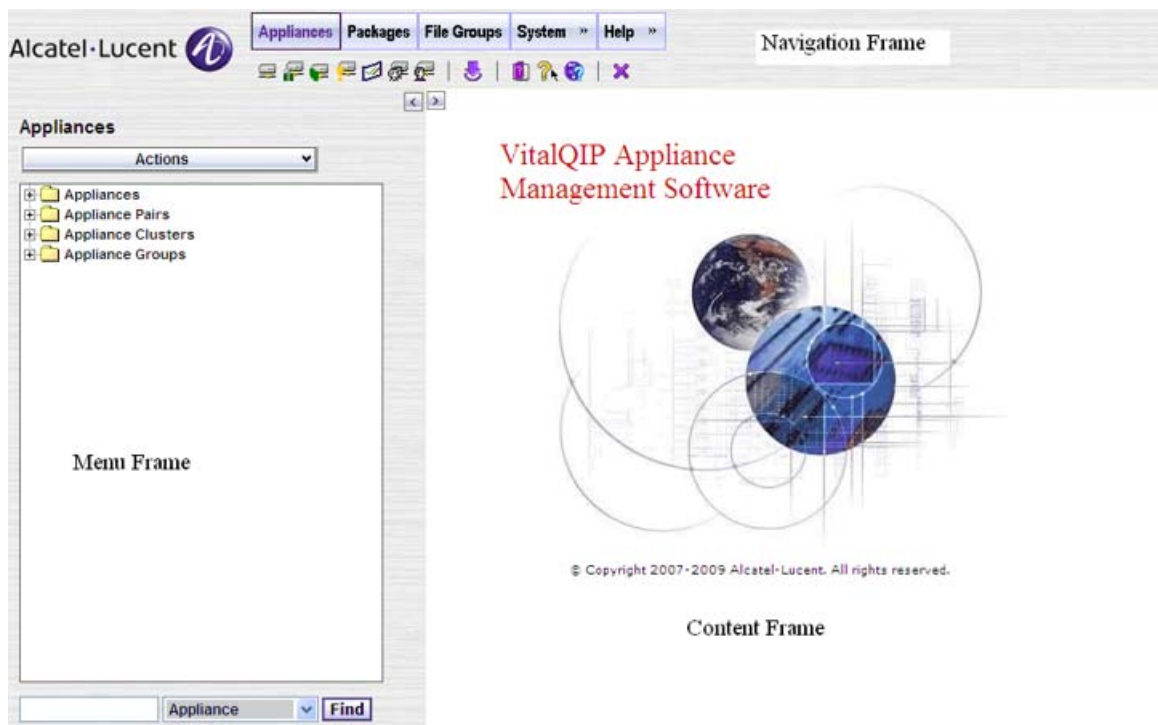 Alcatel·Lucent
Appliances Packages File Groups System » Help »
Navigation Frame
Appliances
Actions
Appliances
Appliance Pairs
Appliance Clusters
Appliance Groups
Menu Frame
Appliance Find
VitalQIP Appliance
Management Software
© Copyright 2007-2009 Alcatel-Lucent. All rights reserved.
Content Frame